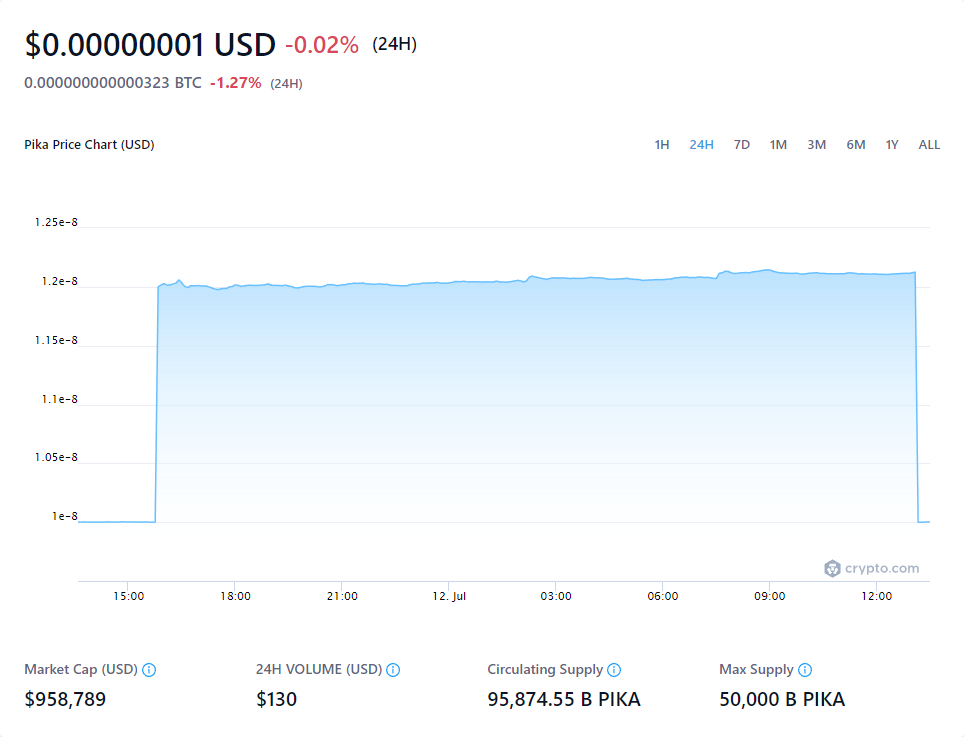 $0.00000001 USD -0.02% (24H)
0.000000000000323 BTC -1.27% (24H)
Pika Price Chart (USD) 1H 24H 7D 1M 3M 6M 1Y ALL
1.25e-8
1.2e-8
1.15e-8
1.1e-8
1.05e-8
1e-8
crypto.com
15:00 18:00 21:00 12. Jul 03:00 06:00 09:00 12:00
Market Cap (USD) 24H VOLUME (USD) Circulating Supply Max Supply
$958,789 $130 95,874.55 B PIKA 50,000 B PIKA